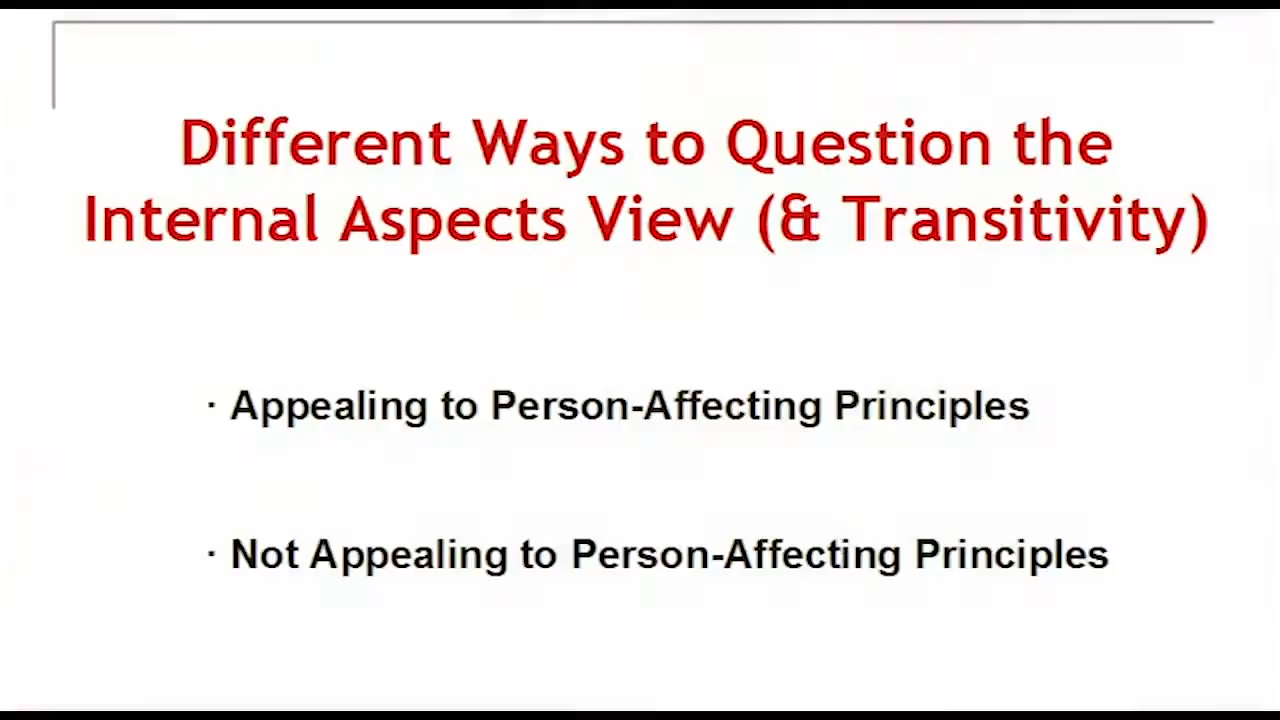 Different Ways to Question the
Internal Aspects View (& Transitivity)
· Appealing to Person-Affecting Principles
· Not Appealing to Person-Affecting Principles